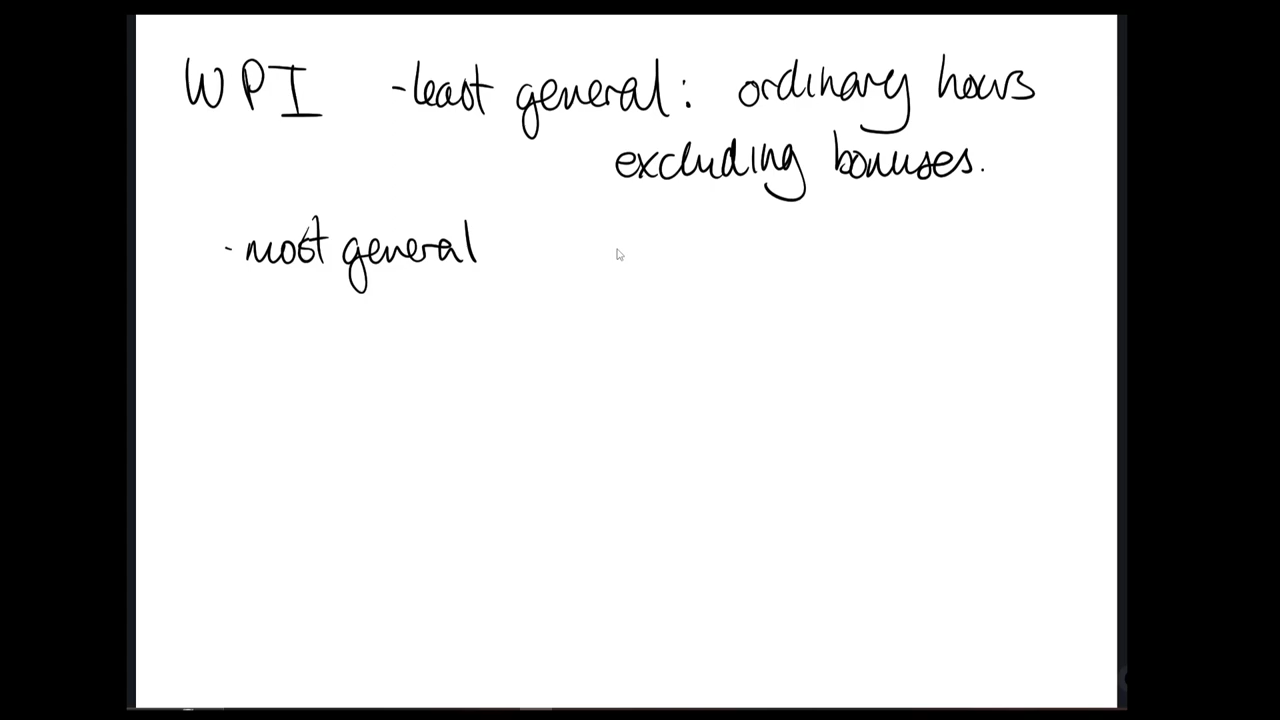 WPI - least general: ordinary hours
excluding bonuses.
- most general